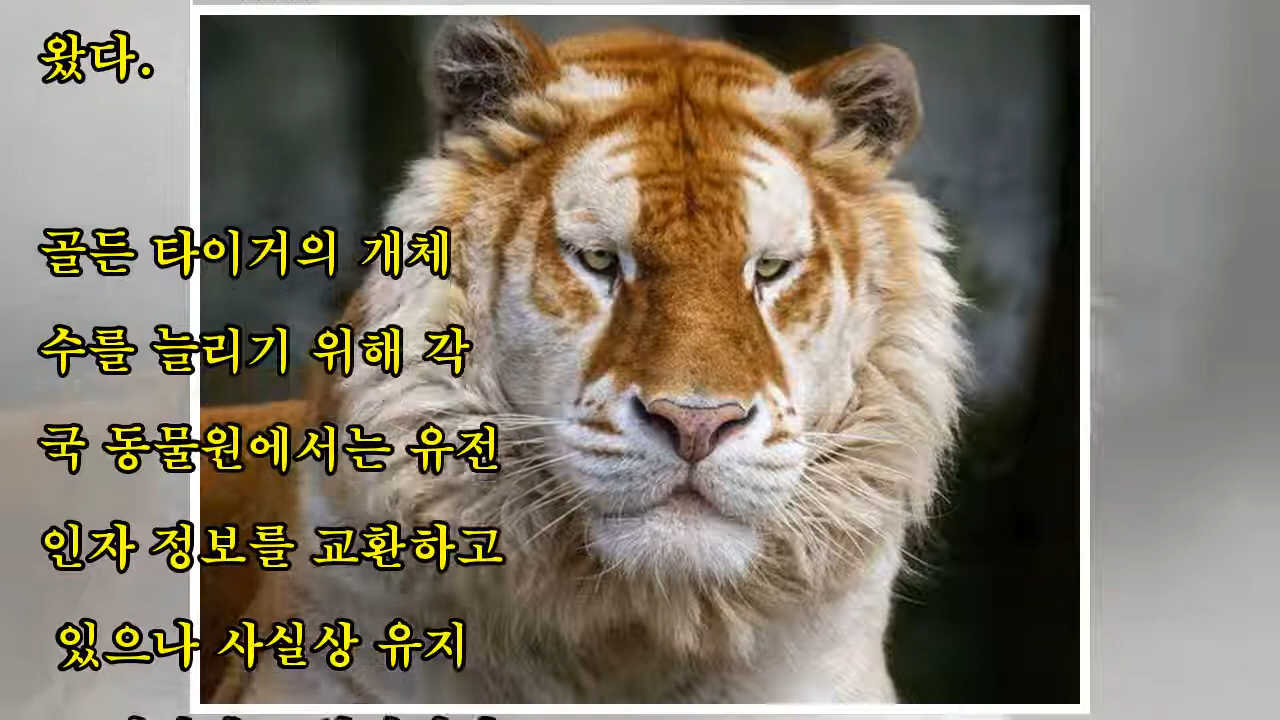 왔다.
골든 타이거의 개체
수를 늘리기 위해 각
국 동물원에서는 유전
인자 정보를 교환하고
있으나 사실상 유지